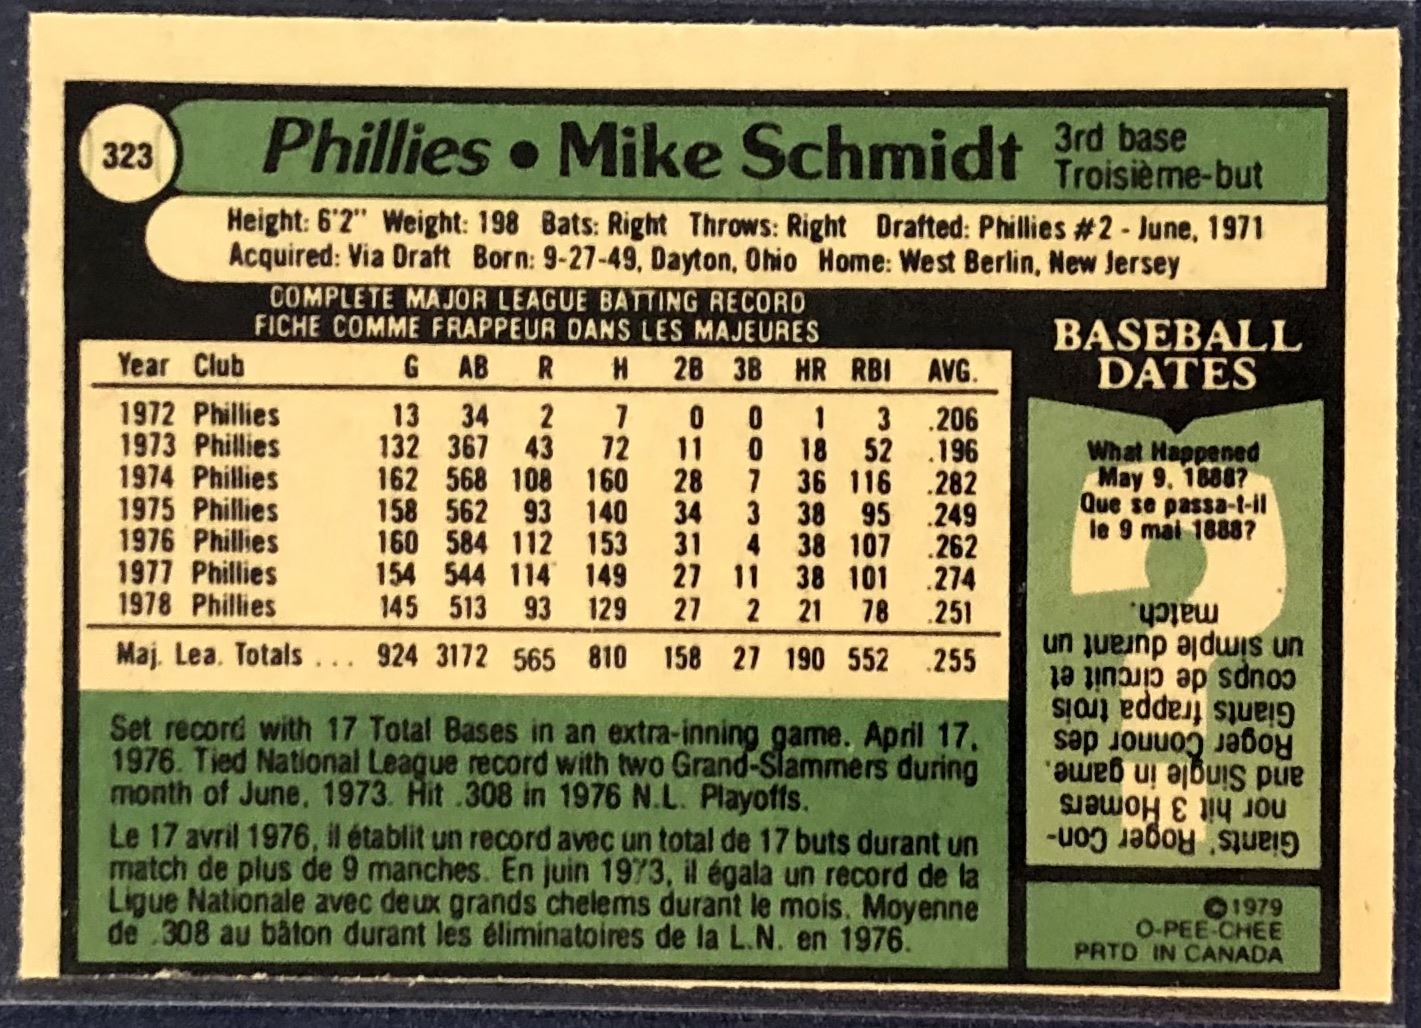 323
Phillies • Mike Schmidt
3rd base
Troisième-but
Height: 6'2" Weight: 198 Bats: Right Throws: Right Drafted: Phillies #2 - June, 1971
Acquired: Via Draft Born: 9-27-49, Dayton, Ohio Home: West Berlin, New Jersey
COMPLETE MAJOR LEAGUE BATTING RECORD
FICHE COMME FRAPPEUR DANS LES MAJEURES
Year Club G AB R H 2B 3B HR RBI AVG.
1972 Phillies 13 34 2 7 0 0 1 3 .206
1973 Phillies 132 367 43 72 11 0 18 52 .196
1974 Phillies 162 568 108 160 28 7 36 116 .282
1975 Phillies 158 562 93 140 34 3 38 95 .249
1976 Phillies 160 584 112 153 31 4 38 107 .262
1977 Phillies 154 544 114 149 27 11 38 101 .274
1978 Phillies 145 513 93 129 27 2 21 78 .251
Maj. Lea. Totals ... 924 3172 565 810 158 27 190 552 .255
Set record with 17 Total Bases in an extra-inning game. April 17,
1976. Tied National League record with two Grand-Slammers during
month of June, 1973. Hit .308 in 1976 N.L. Playoffs.
Le 17 avril 1976, il établit un record avec un total de 17 buts durant un
match de plus de 9 manches. En juin 1973, il égala un record de la
Ligue Nationale avec deux grands chelems durant le mois. Moyenne
de .308 au bâton durant les éliminatoires de la L.N. en 1976.
BASEBALL
DATES
What Happened
May 9, 1888?
Que se passa-t-il
le 9 mai 1888?
Giants' Roger Con-
nor hit 3 Homers
and Single in game.
Roger Connor des
Giants frappa trois
coups de circuit et
un simple durant un
match.
©1979
O-PEE-CHEE
PRTD IN CANADA